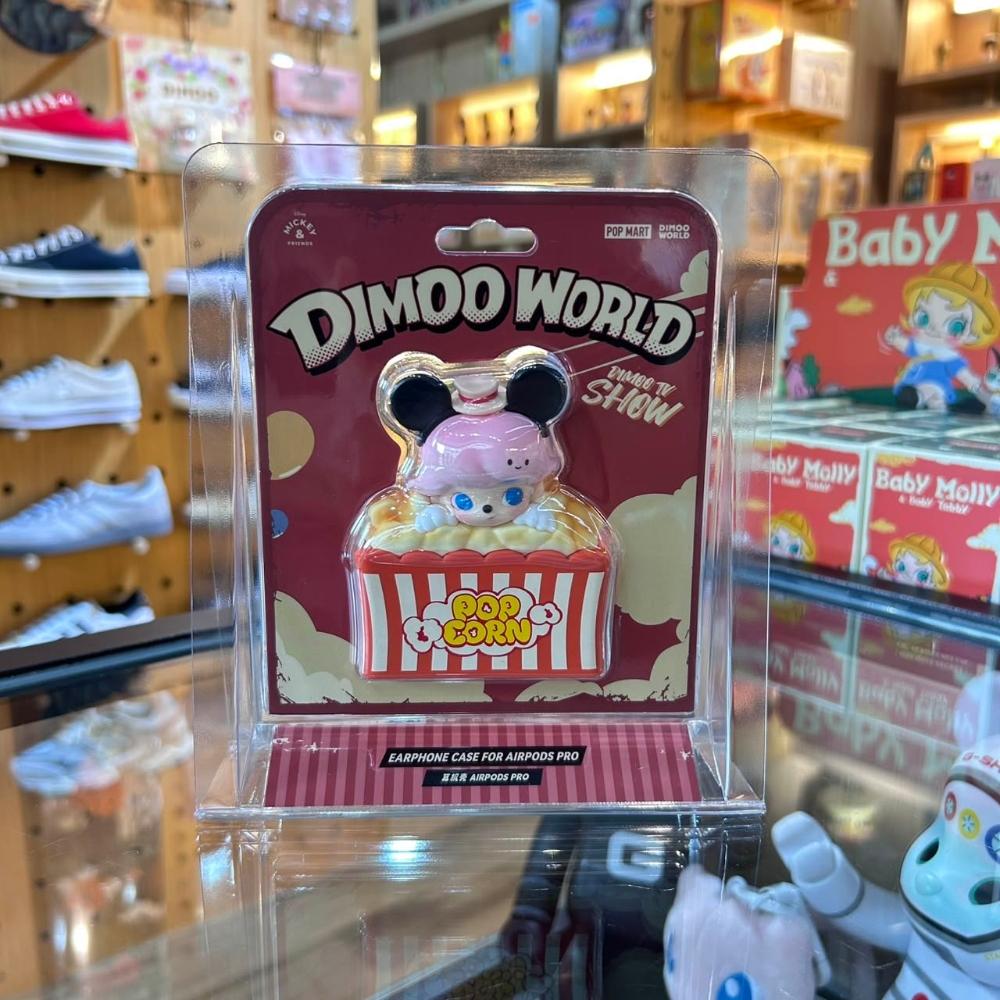 DIMOO
Disney
MICKEY
&
FRIENDS
POP MART
DIMOO
WORLD
DIMOO WORLD
DIMOO TV
SHOW
POP
CORN
EARPHONE CASE FOR AIRPODS PRO
耳机壳 AIRPODS PRO
Baby M
&
Baby Molly
Baby Molly
& Baby Tabby
G
G-SH